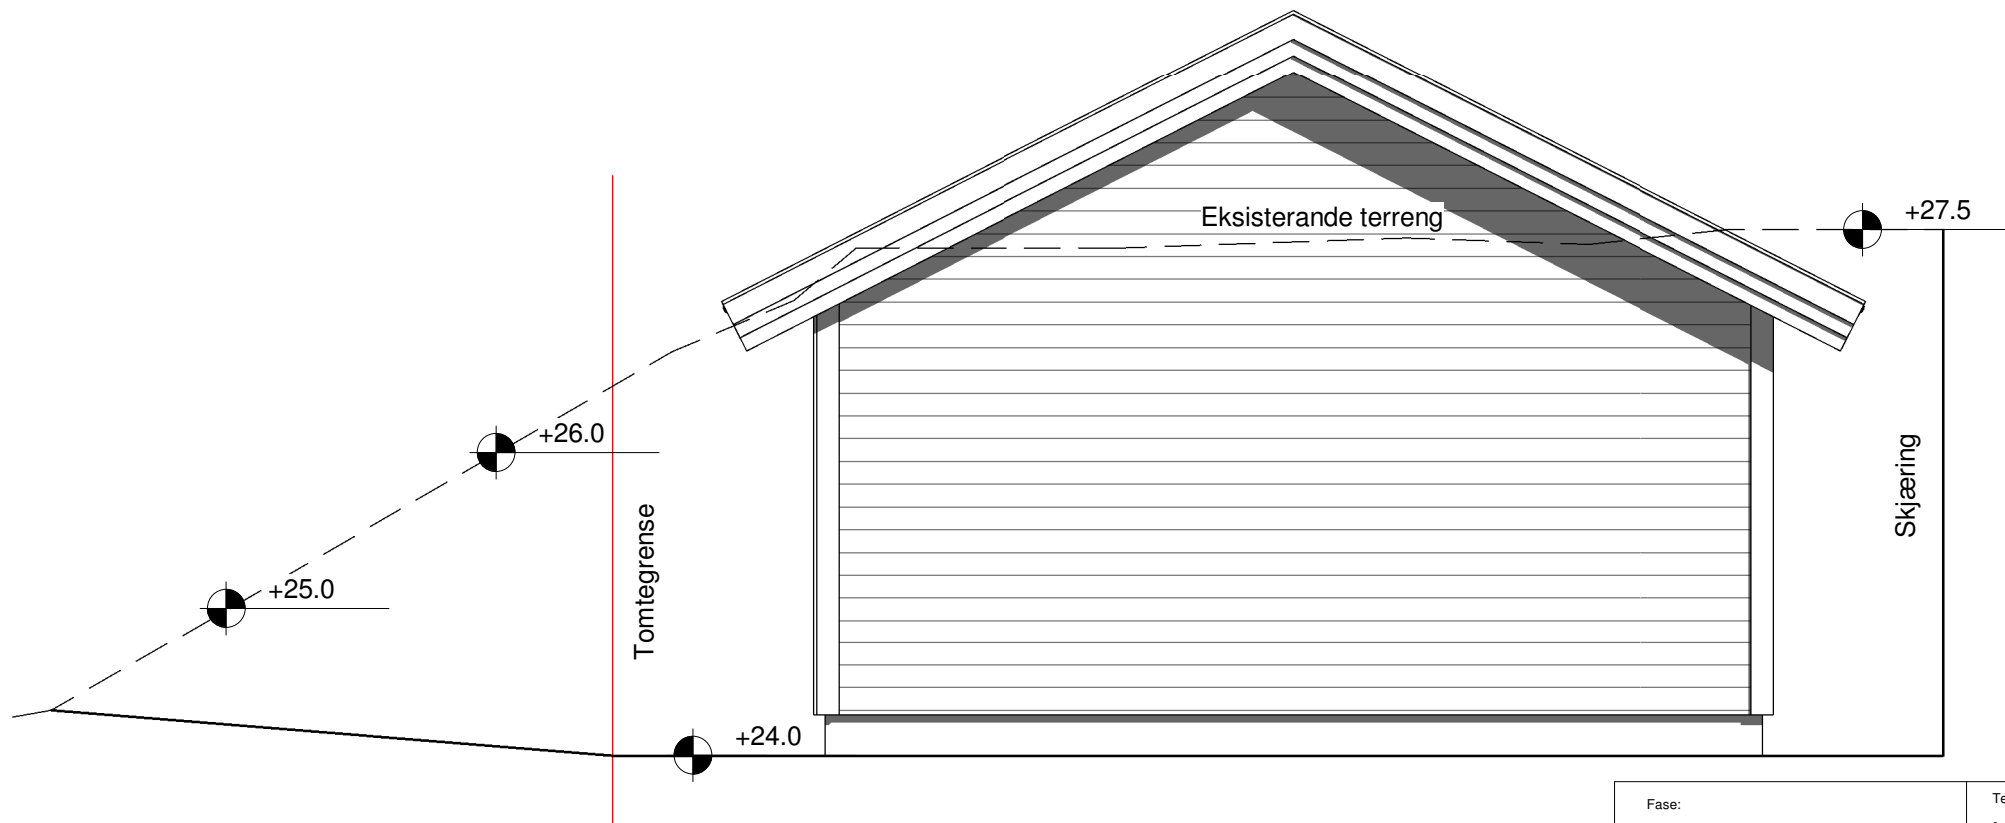 Eksisterande terreng
+27.5
+26.0
Skjæring
Tomtegrense
+25.0
+24.0
Fase: